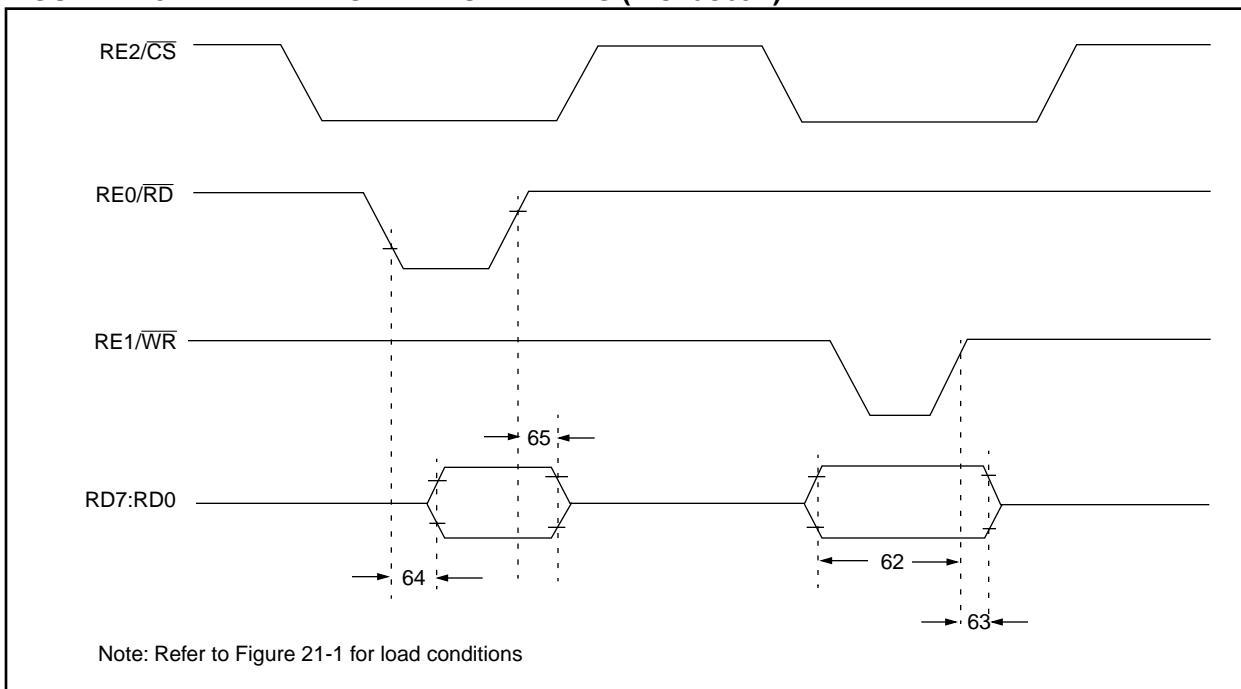 RE2/CS
RE0/RD
RE1/WR
65
RD7:RD0
64
62
63
Note: Refer to Figure 21-1 for load conditions